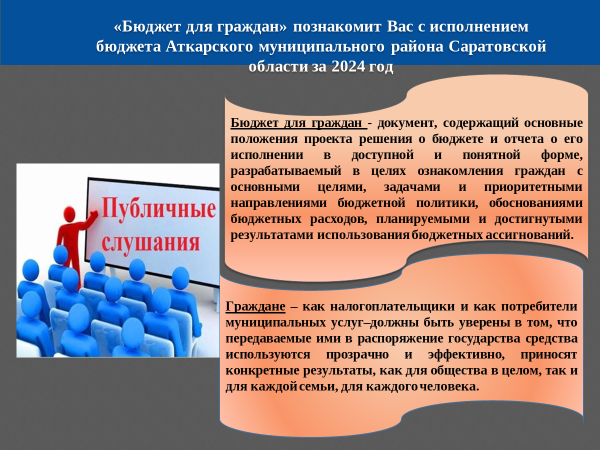 «Бюджет для граждан» познакомит Вас с исполнением
бюджета Аткарского муниципального района Саратовской
области за 2024 год
Бюджет для граждан - документ, содержащий основные
положения проекта решения о бюджете и отчета о его
исполнении в доступной и понятной форме,
разрабатываемый в целях ознакомления граждан с
основными целями, задачами и приоритетными
направлениями бюджетной политики, обоснованиями
бюджетных расходов, планируемыми и достигнутыми
результатами использования бюджетных ассигнований.
Публичные
слушания
Граждане – как налогоплательщики и как потребители
муниципальных услуг–должны быть уверены в том, что
передаваемые ими в распоряжение государства средства
используются прозрачно и эффективно, приносят
конкретные результаты, как для общества в целом, так и
для каждой семьи, для каждого человека.